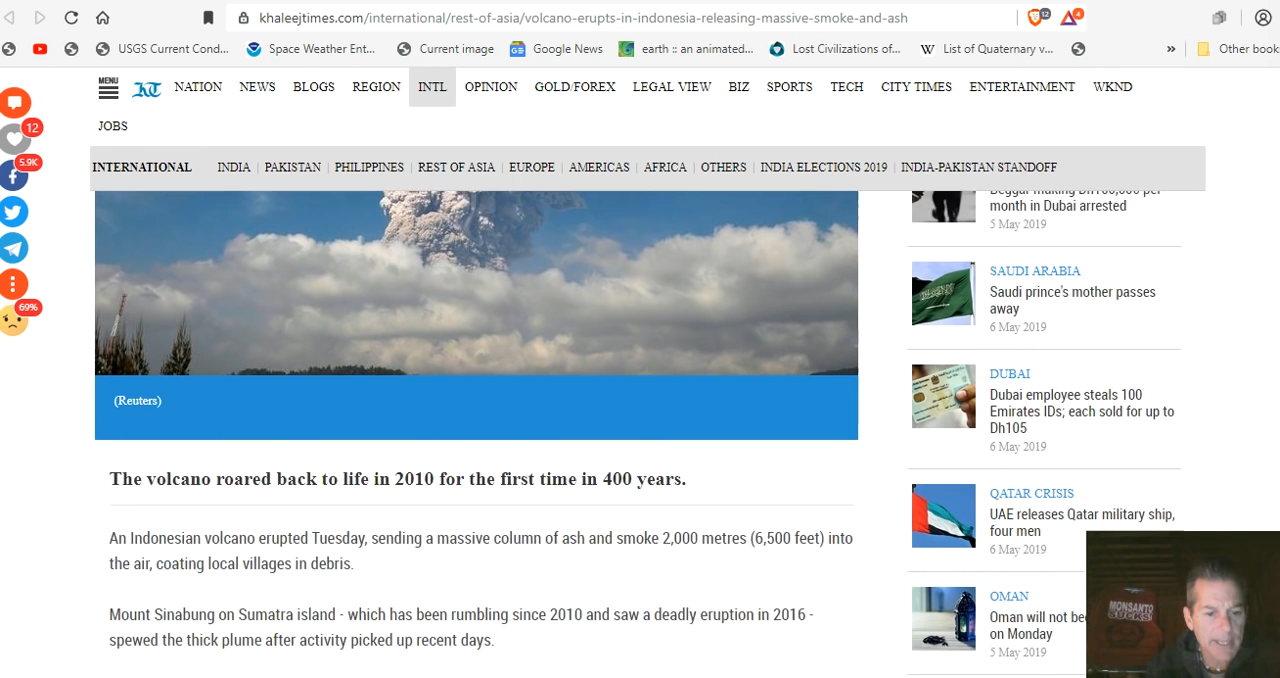 khaleejtimes.com/international/rest-of-asia/volcano-erupts-in-indonesia-releasing-massive-smoke-and-ash
12
4
USGS Current Cond...
Space Weather Ent...
Current image
Google News
earth :: an animated...
Lost Civilizations of...
W List of Quaternary v...
»
Other book
MENU
KT
NATION NEWS BLOGS REGION INTL OPINION GOLD/FOREX LEGAL VIEW BIZ SPORTS TECH CITY TIMES ENTERTAINMENT WKND
JOBS
12
5.9K
69%
INTERNATIONAL INDIA | PAKISTAN | PHILIPPINES | REST OF ASIA | EUROPE | AMERICAS | AFRICA | OTHERS | INDIA ELECTIONS 2019 | INDIA-PAKISTAN STANDOFF
(Reuters)
The volcano roared back to life in 2010 for the first time in 400 years.
An Indonesian volcano erupted Tuesday, sending a massive column of ash and smoke 2,000 metres (6,500 feet) into
the air, coating local villages in debris.
Mount Sinabung on Sumatra island - which has been rumbling since 2010 and saw a deadly eruption in 2016 -
spewed the thick plume after activity picked up recent days.
Beggar making Dh100,000 per
month in Dubai arrested
5 May 2019
SAUDI ARABIA
Saudi prince's mother passes
away
6 May 2019
DUBAI
Dubai employee steals 100
Emirates IDs; each sold for up to
Dh105
6 May 2019
QATAR CRISIS
UAE releases Qatar military ship,
four men
6 May 2019
OMAN
Oman will not be
on Monday
5 May 2019
MONSANTO
SUCKS!